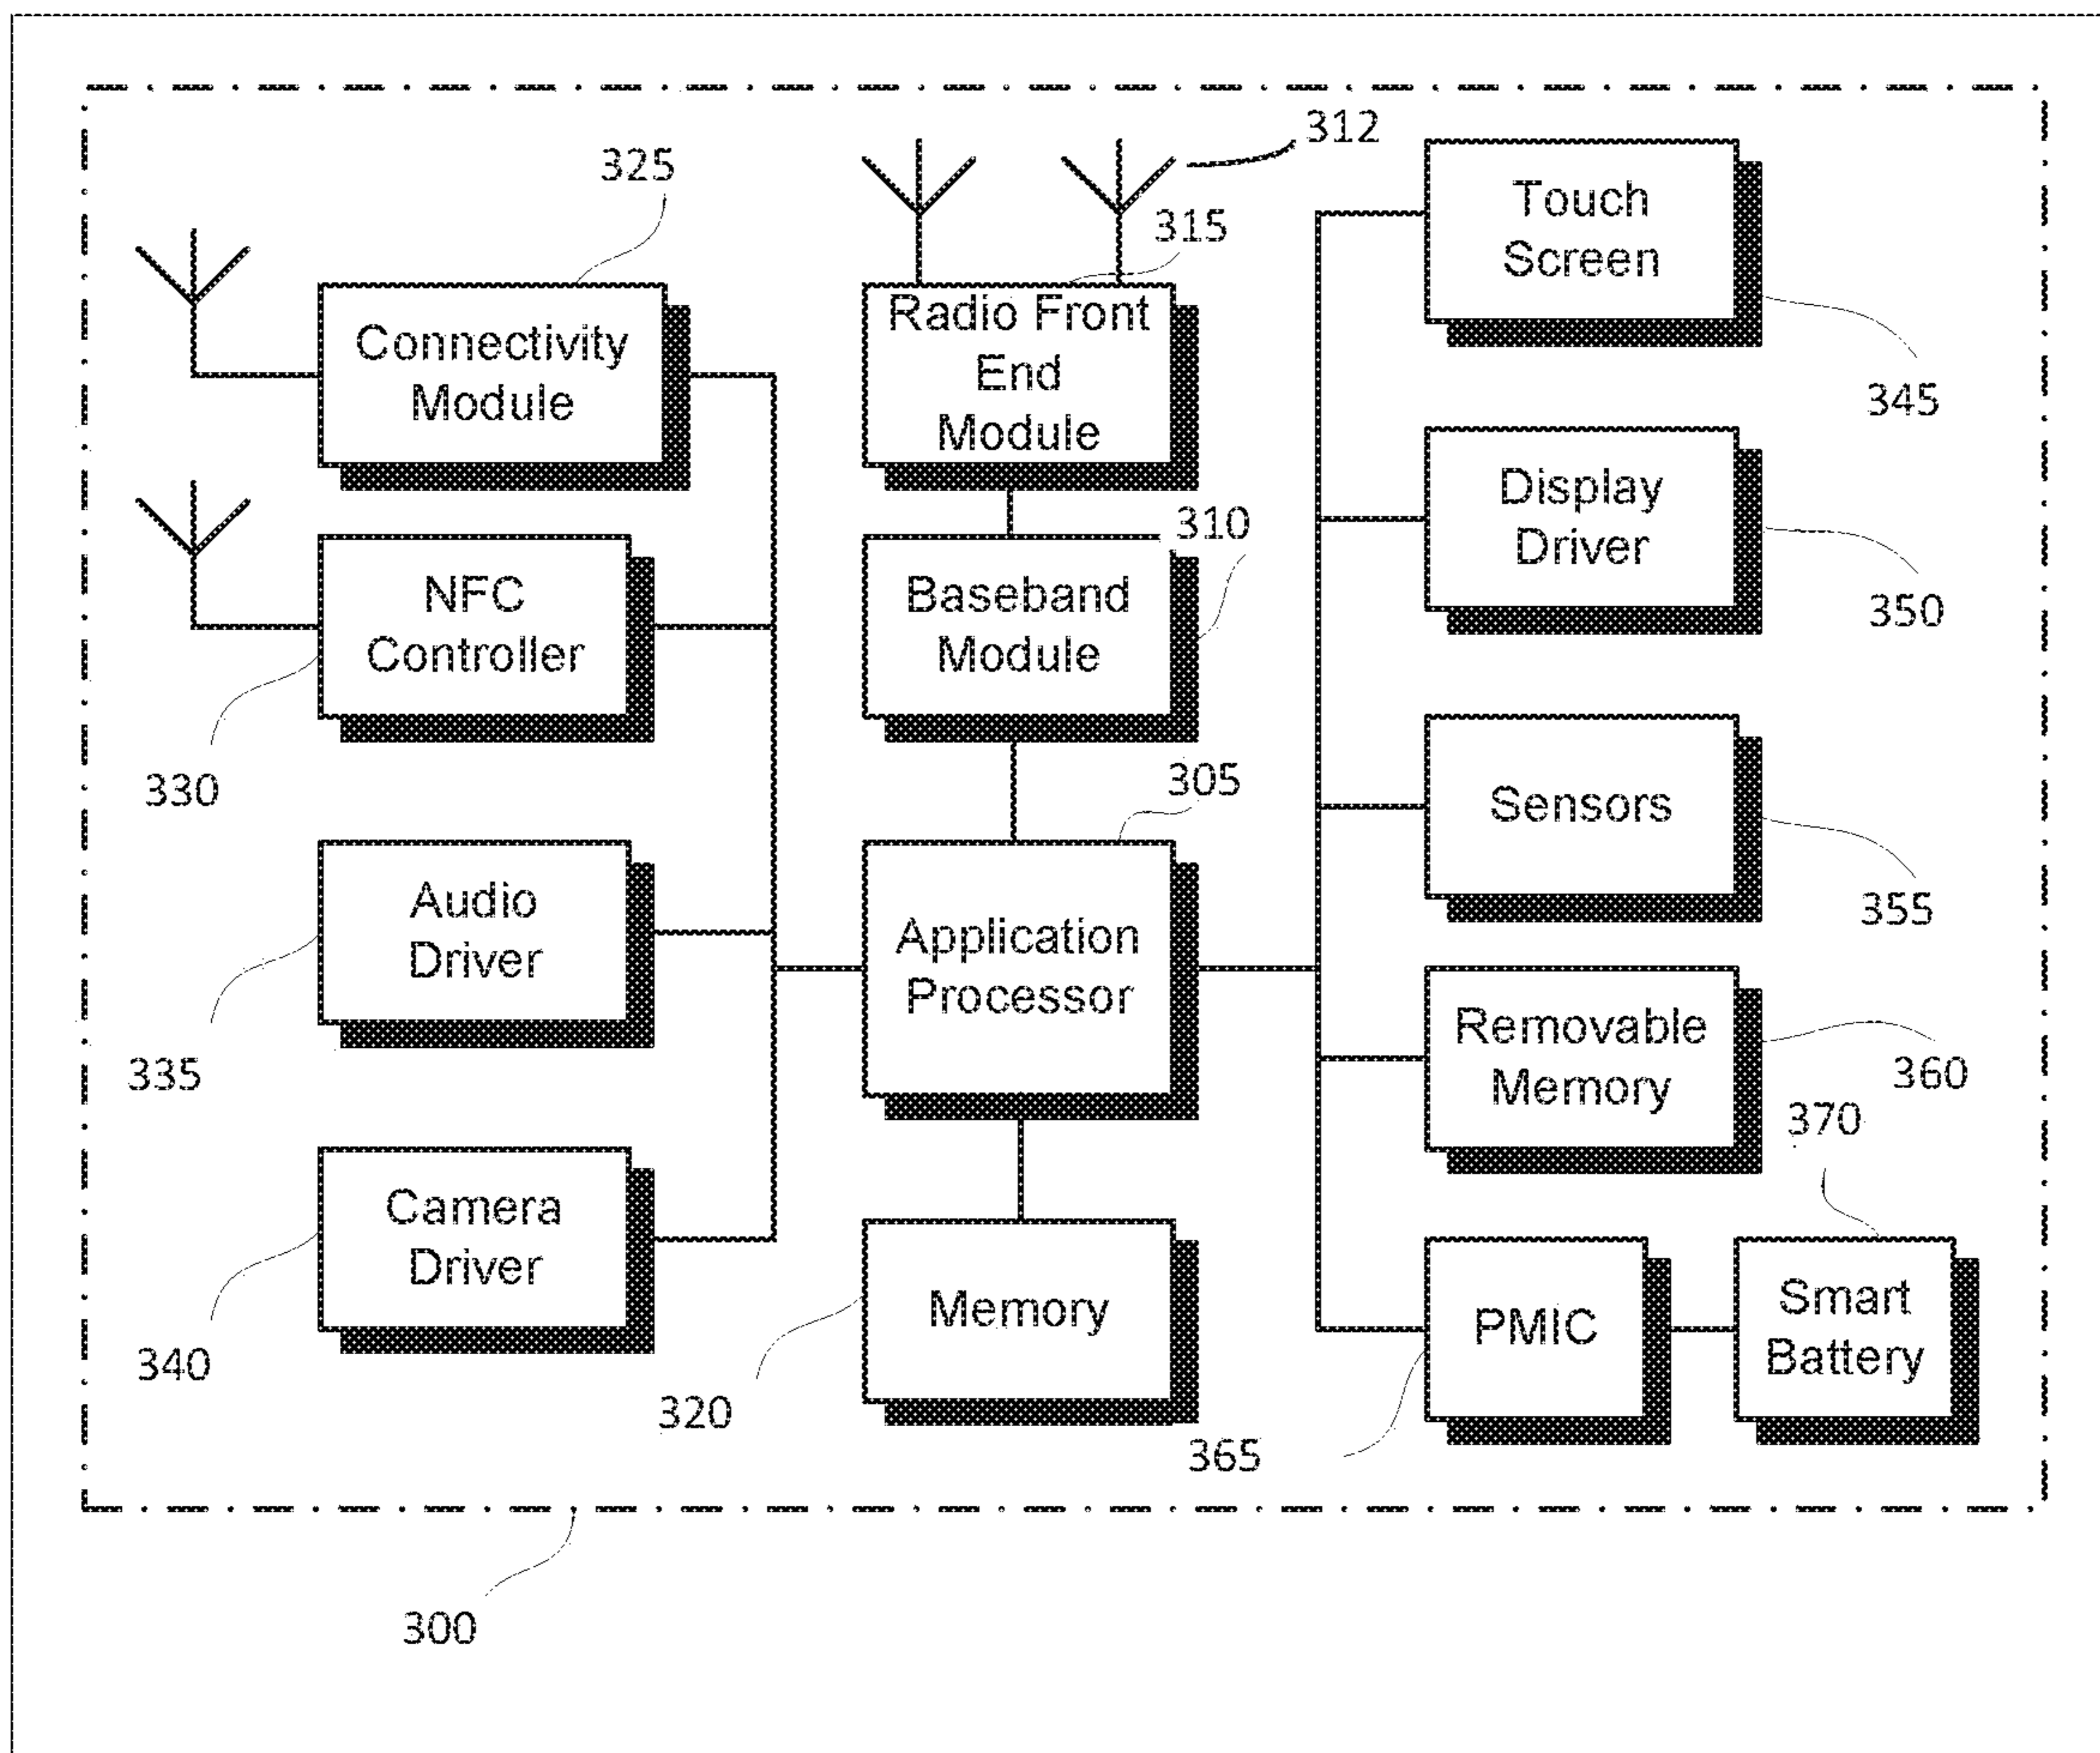 312
325
315
Touch
Screen
Connectivity
Module
Radio Front
End
Module
345
Display
Driver
310
350
NFC
Controller
Baseband
Module
330
305
Sensors
355
Audio
Driver
Application
Processor
335
Removable
Memory
360
370
Camera
Driver
340
Memory
320
PMIC
365
Smart
Battery
300